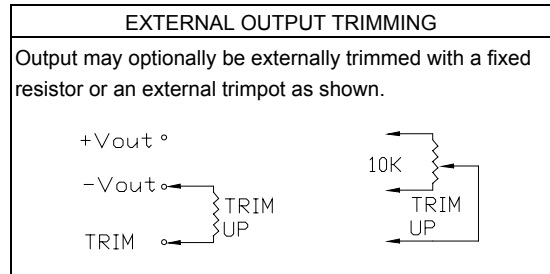 EXTERNAL OUTPUT TRIMMING
Output may optionally be externally trimmed with a fixed
resistor or an external trimpot as shown.
+Vout
-Vout
TRIM
UP
TRIM
10K
TRIM
UP